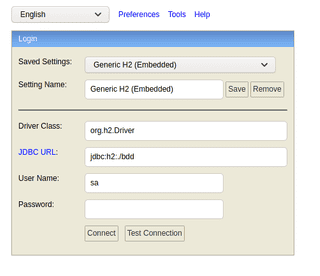 English Preferences Tools Help
Login
Saved Settings: Generic H2 (Embedded)
Setting Name: Generic H2 (Embedded) Save Remove
Driver Class: org.h2.Driver
JDBC URL: jdbc:h2:./bdd
User Name: sa
Password:
Connect Test Connection